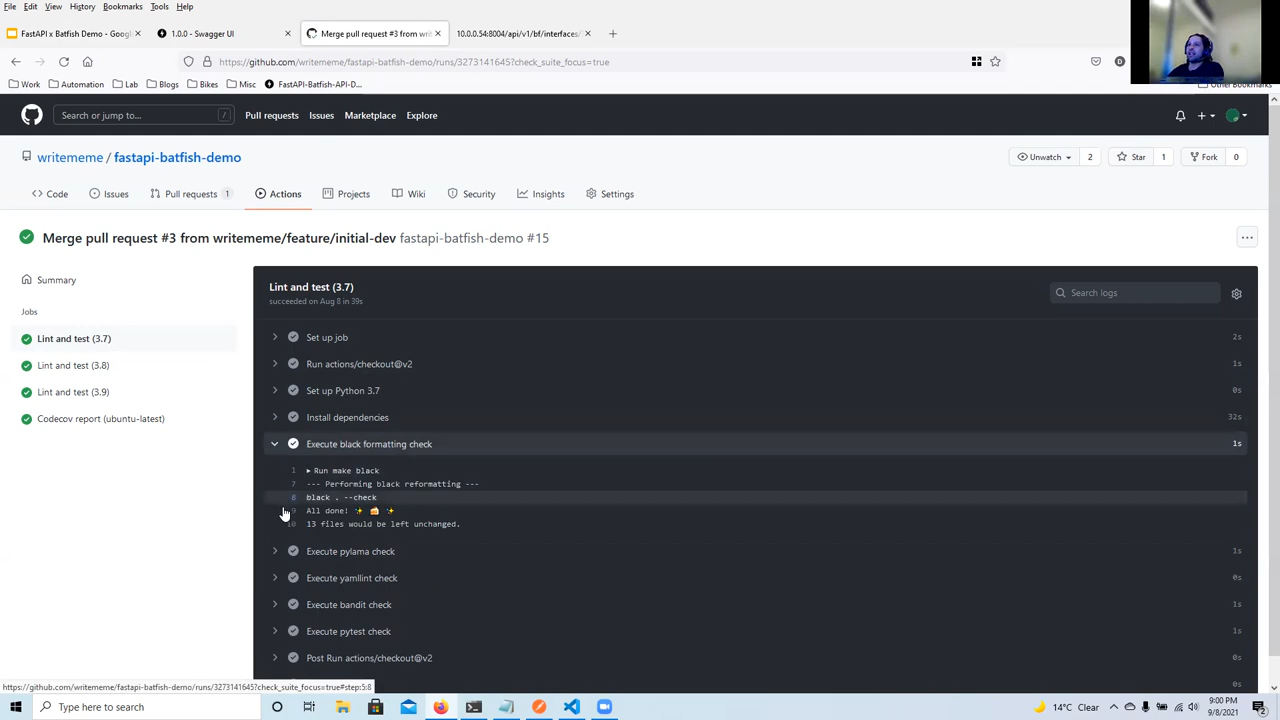 File Edit View History Bookmarks Tools Help
FastAPI x Batfish Demo - Goog
1.0.0 - Swagger UI
Merge pull request #3 from writ
10.0.0.54:8004/api/v1/bf/interfaces/
https://github.com/writememe/fastapi-batfish-demo/runs/3273141645?check_suite_focus=true
Work Automation Lab Blogs Bikes Misc FastAPI-Batfish-API-D... Other Bookmarks
Search or jump to... /
Pull requests Issues Marketplace Explore
writememe / fastapi-batfish-demo
Unwatch 2 Star 1 Fork 0
Code Issues Pull requests 1 Actions Projects Wiki Security Insights Settings
Merge pull request #3 from writememe/feature/initial-dev fastapi-batfish-demo #15
...
Summary
Jobs
Lint and test (3.7)
Lint and test (3.8)
Lint and test (3.9)
Codecov report (ubuntu-latest)
Lint and test (3.7)
succeeded on Aug 8 in 39s
Search logs
Set up job 2s
Run actions/checkout@v2 1s
Set up Python 3.7 0s
Install dependencies 32s
Execute black formatting check 1s
1 ▶ Run make black
7 --- Performing black reformatting ---
8 black . --check
9 All done! ✨ 🍰 ✨
10 13 files would be left unchanged.
Execute pylama check 1s
Execute yamllint check 0s
Execute bandit check 1s
Execute pytest check 1s
Post Run actions/checkout@v2 0s
https://github.com/writememe/fastapi-batfish-demo/runs/3273141645?check_suite_focus=true#step:5:8
Type here to search
14°C Clear
9:00 PM
9/8/2021
2